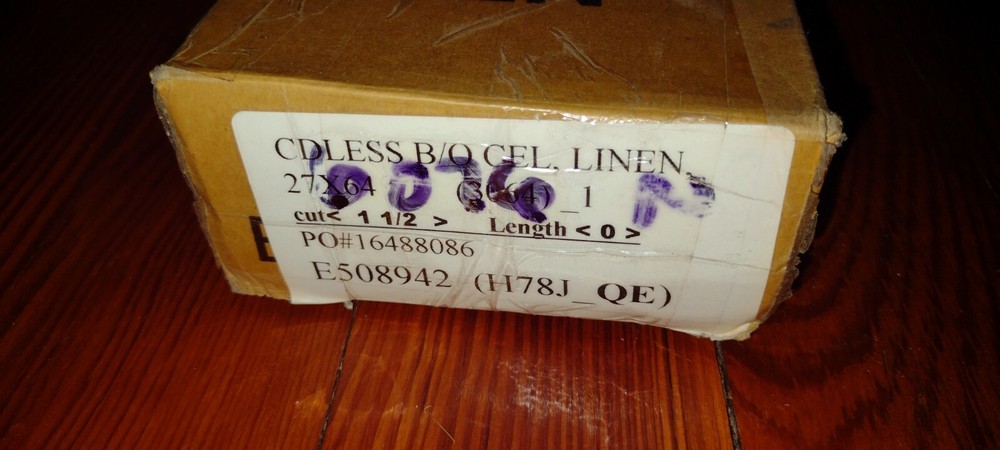 CDLESS B/O CEL. LINEN,
27X64 (3064) _1
cut< 1 1/2 > Length < 0 >
PO#16488086
E508942 (H78J_QE)